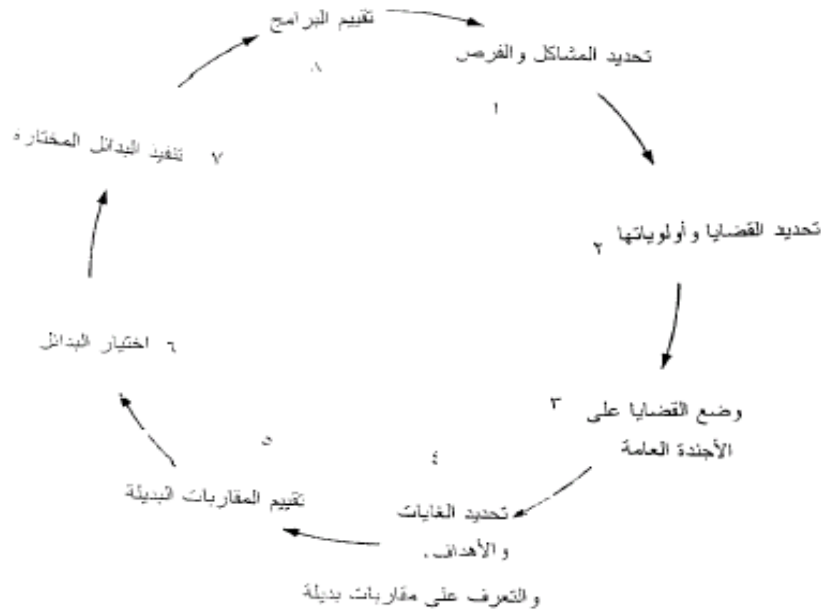 تحديد المشاكل والفرص
١
تحديد القضايا وأولوياتها
٢
وضع القضايا على
الأجندة العامة
٣
٤
تحديد الغايات
والأهداف.
والتعرف على مقاربات بديلة
٥
تقييم المقاربات البديلة
٦ اختيار البدائل
٧ تنفيذ البدائل المختارة
تقييم البرامج
٨